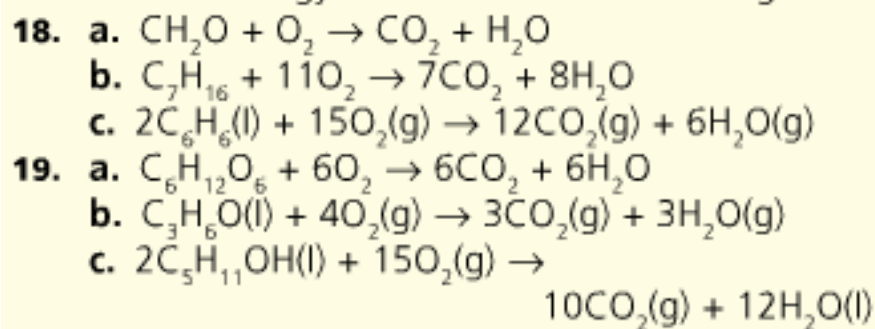 18. a. CH₂O + O₂ → CO₂ + H₂O
b. C₇H₁₆ + 11O₂ → 7CO₂ + 8H₂O
c. 2C₆H₆(l) + 15O₂(g) → 12CO₂(g) + 6H₂O(g)
19. a. C₆H₁₂O₆ + 6O₂ → 6CO₂ + 6H₂O
b. C₃H₆O(l) + 4O₂(g) → 3CO₂(g) + 3H₂O(g)
c. 2C₅H₁₁OH(l) + 15O₂(g) →
10CO₂(g) + 12H₂O(l)